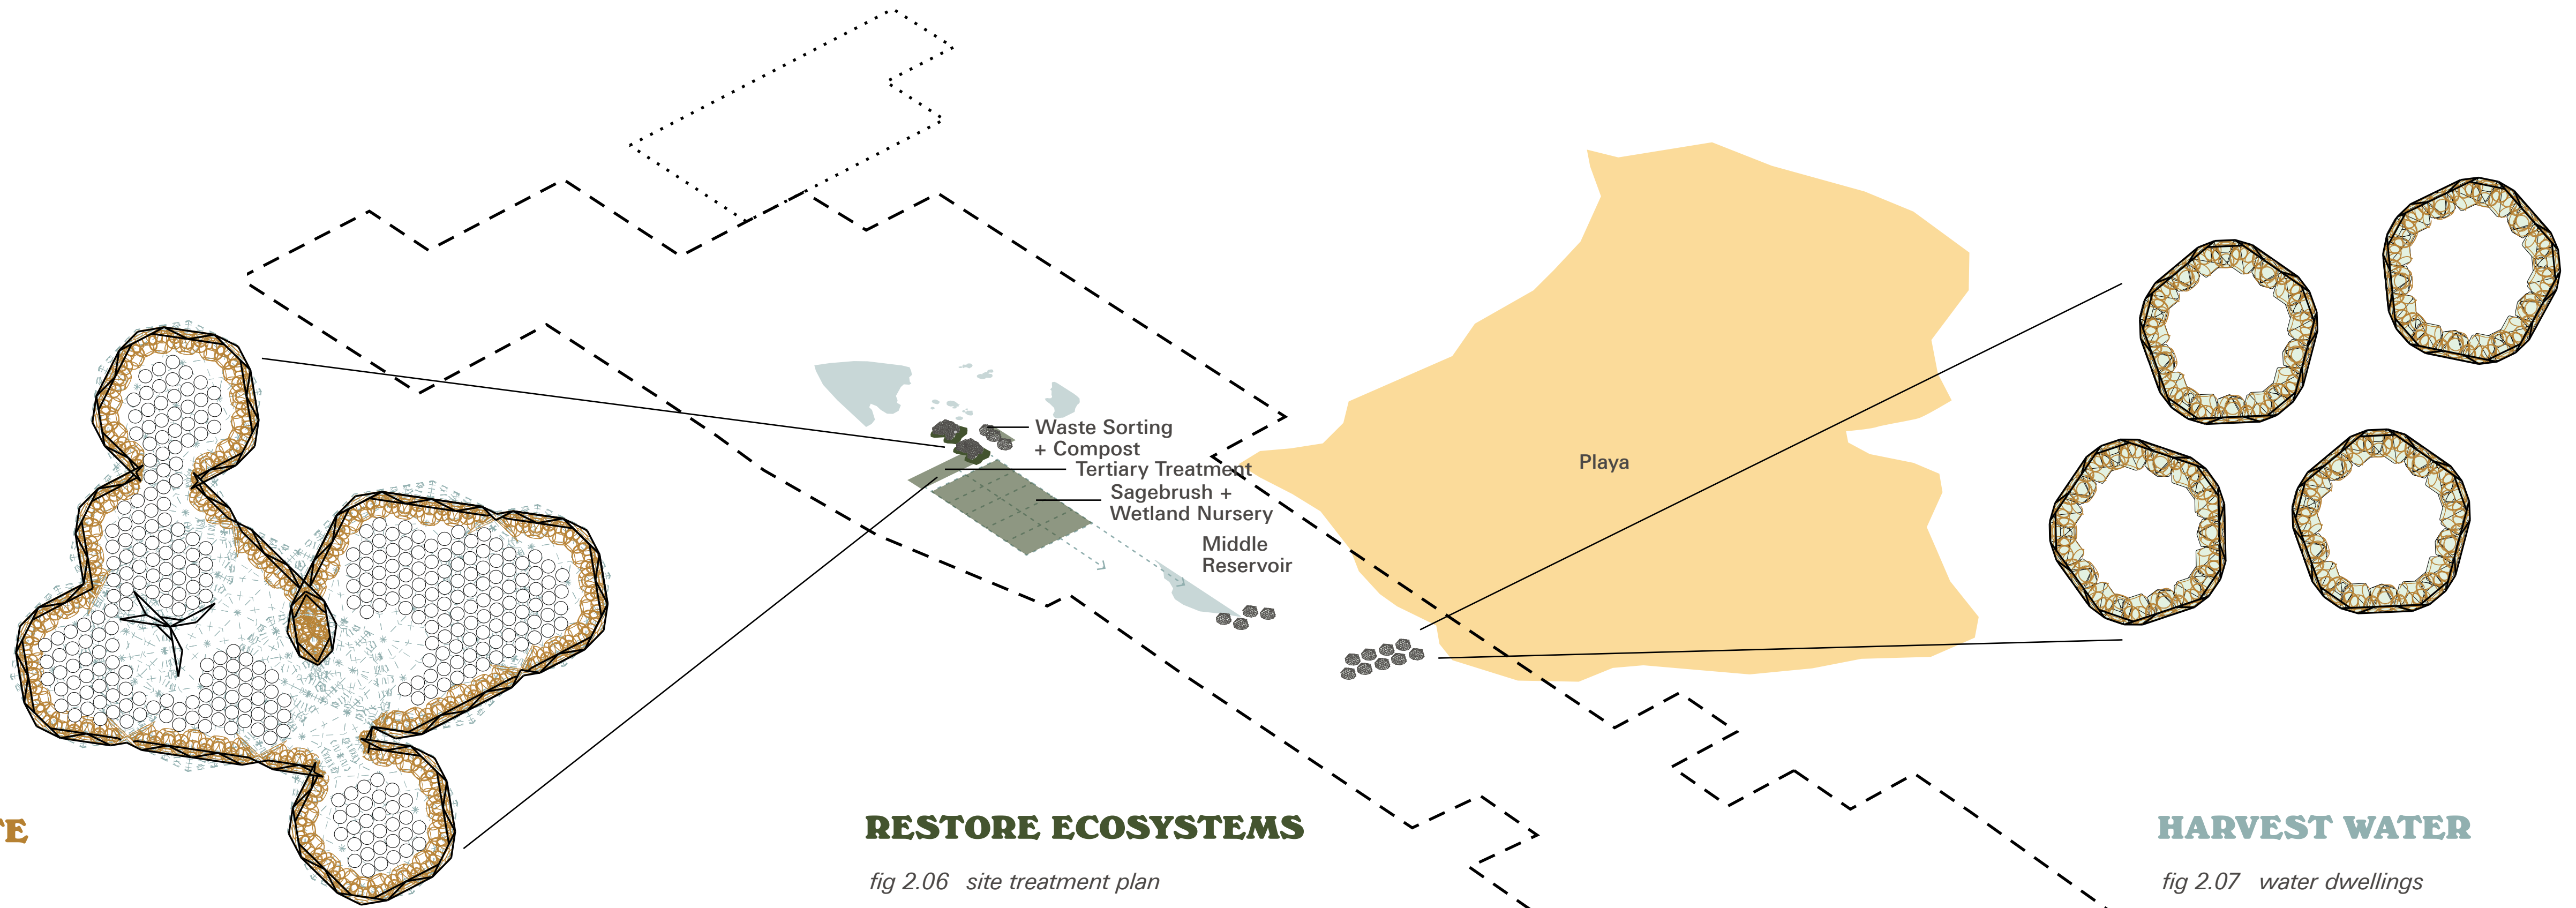 Waste Sorting
+ Compost
Tertiary Treatment
Sagebrush +
Wetland Nursery
Middle
Reservoir
Playa
TE
RESTORE ECOSYSTEMS
fig 2.06 site treatment plan
HARVEST WATER
fig 2.07 water dwellings